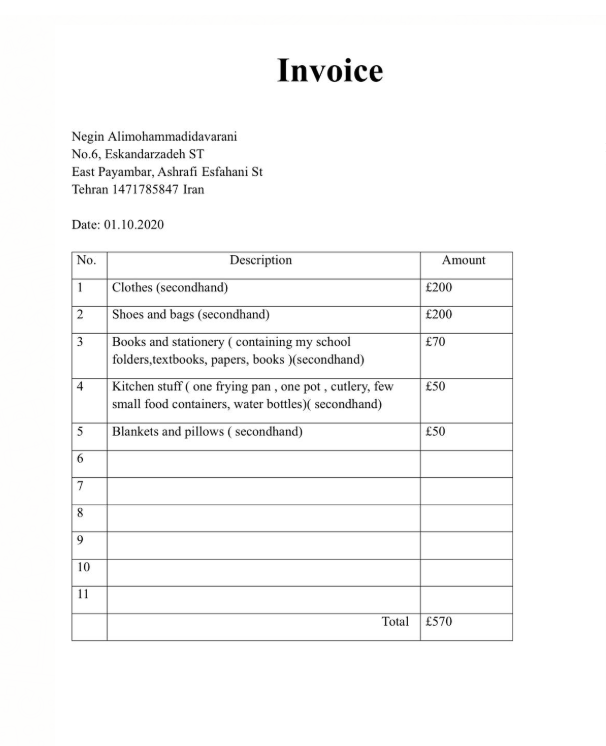 Invoice
Negin Alimohammadidavarani
No.6, Eskandarzadeh ST
East Payambar, Ashrafi Esfahani St
Tehran 1471785847 Iran
Date: 01.10.2020
No. Description Amount
1 Clothes (secondhand) £200
2 Shoes and bags (secondhand) £200
3 Books and stationery ( containing my school £70
folders,textbooks, papers, books )(secondhand)
4 Kitchen stuff ( one frying pan , one pot , cutlery, few £50
small food containers, water bottles)( secondhand)
5 Blankets and pillows ( secondhand) £50
6
7
8
9
10
11
Total £570